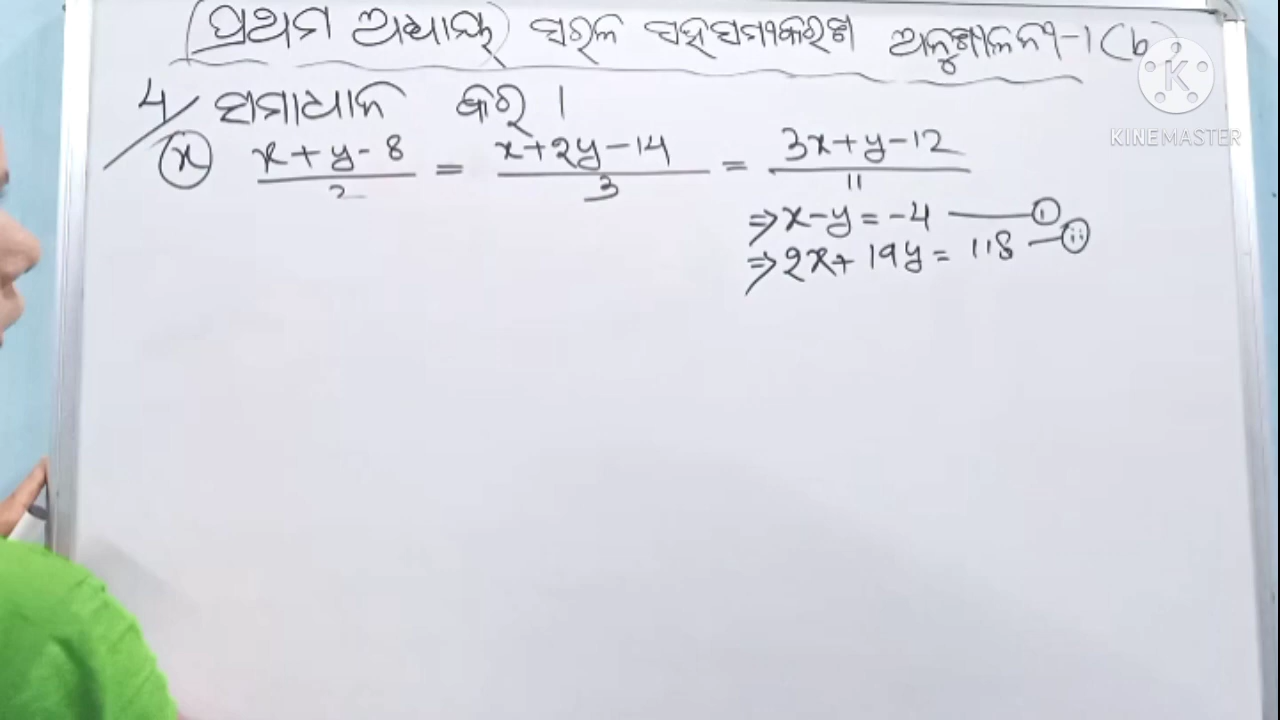 (ପ୍ରଥମ ଅଧ୍ୟାୟ) ସରଳ ସହସମୀକରଣ ଅନୁଶୀଳନୀ-1(b)
4/ ସମାଧାନ କର ।
(x) x+y-8/2 = x+2y-14/3 = 3x+y-12/11
⇒x-y=-4 —— (i)
⇒2x+19y= 118 — (ii)
K
KINEMASTER